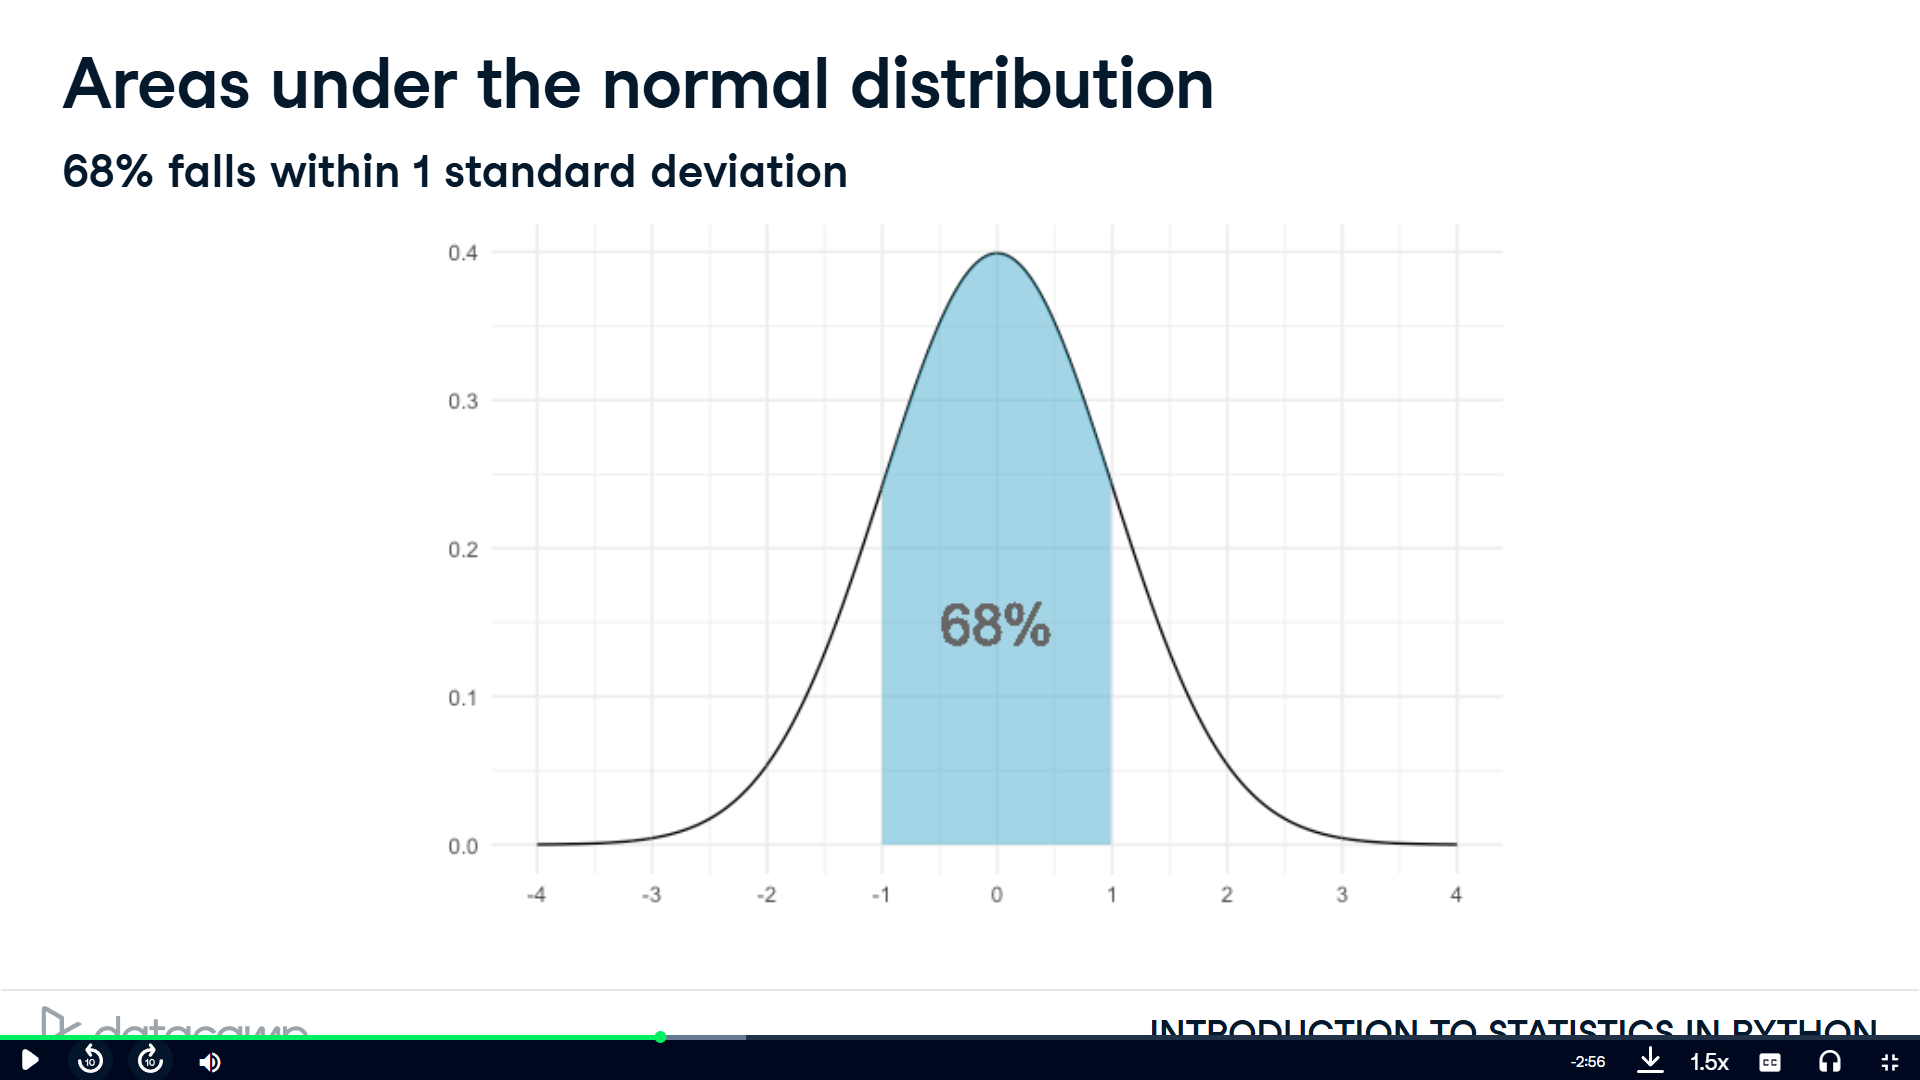 Areas under the normal distribution
68% falls within 1 standard deviation
0.4
0.3
0.2
68%
0.1
0.0
-4 -3 -2 -1 0 1 2 3 4
datacamp
INTRODUCTION TO STATISTICS IN PYTHON
10 10 -2:56 1.5x CC